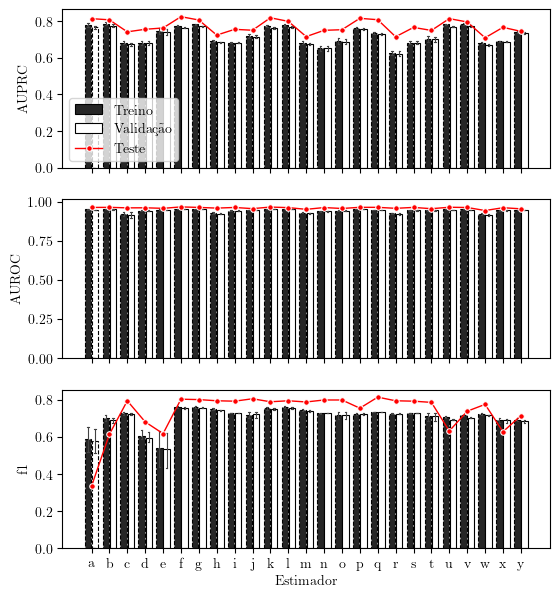 0.8
0.6
0.4
0.2
0.0
AUPRC
Treino
Validação
Teste
1.00
0.75
0.50
0.25
0.00
AUROC
0.8
0.6
0.4
0.2
0.0
f1
a b c d e f g h i j k l m n o p q r s t u v w x y
Estimador